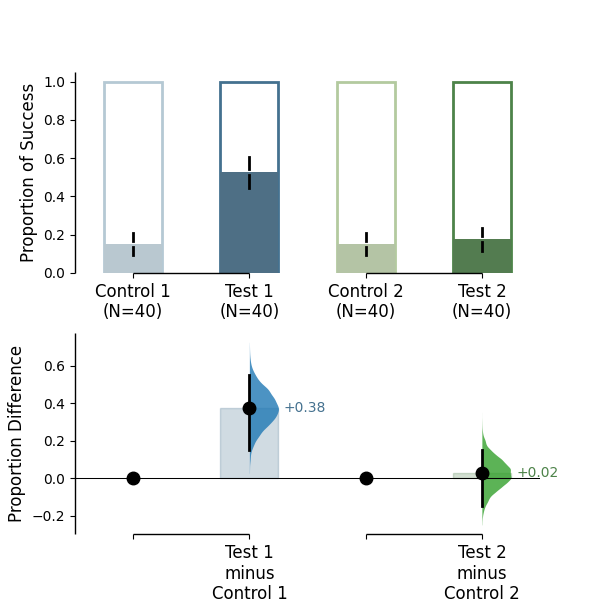 Proportion of Success
1.0
0.8
0.6
0.4
0.2
0.0
Control 1
(N=40)
Test 1
(N=40)
Control 2
(N=40)
Test 2
(N=40)
Proportion Difference
0.6
0.4
0.2
0.0
−0.2
+0.38
+0.02
Test 1
minus
Control 1
Test 2
minus
Control 2